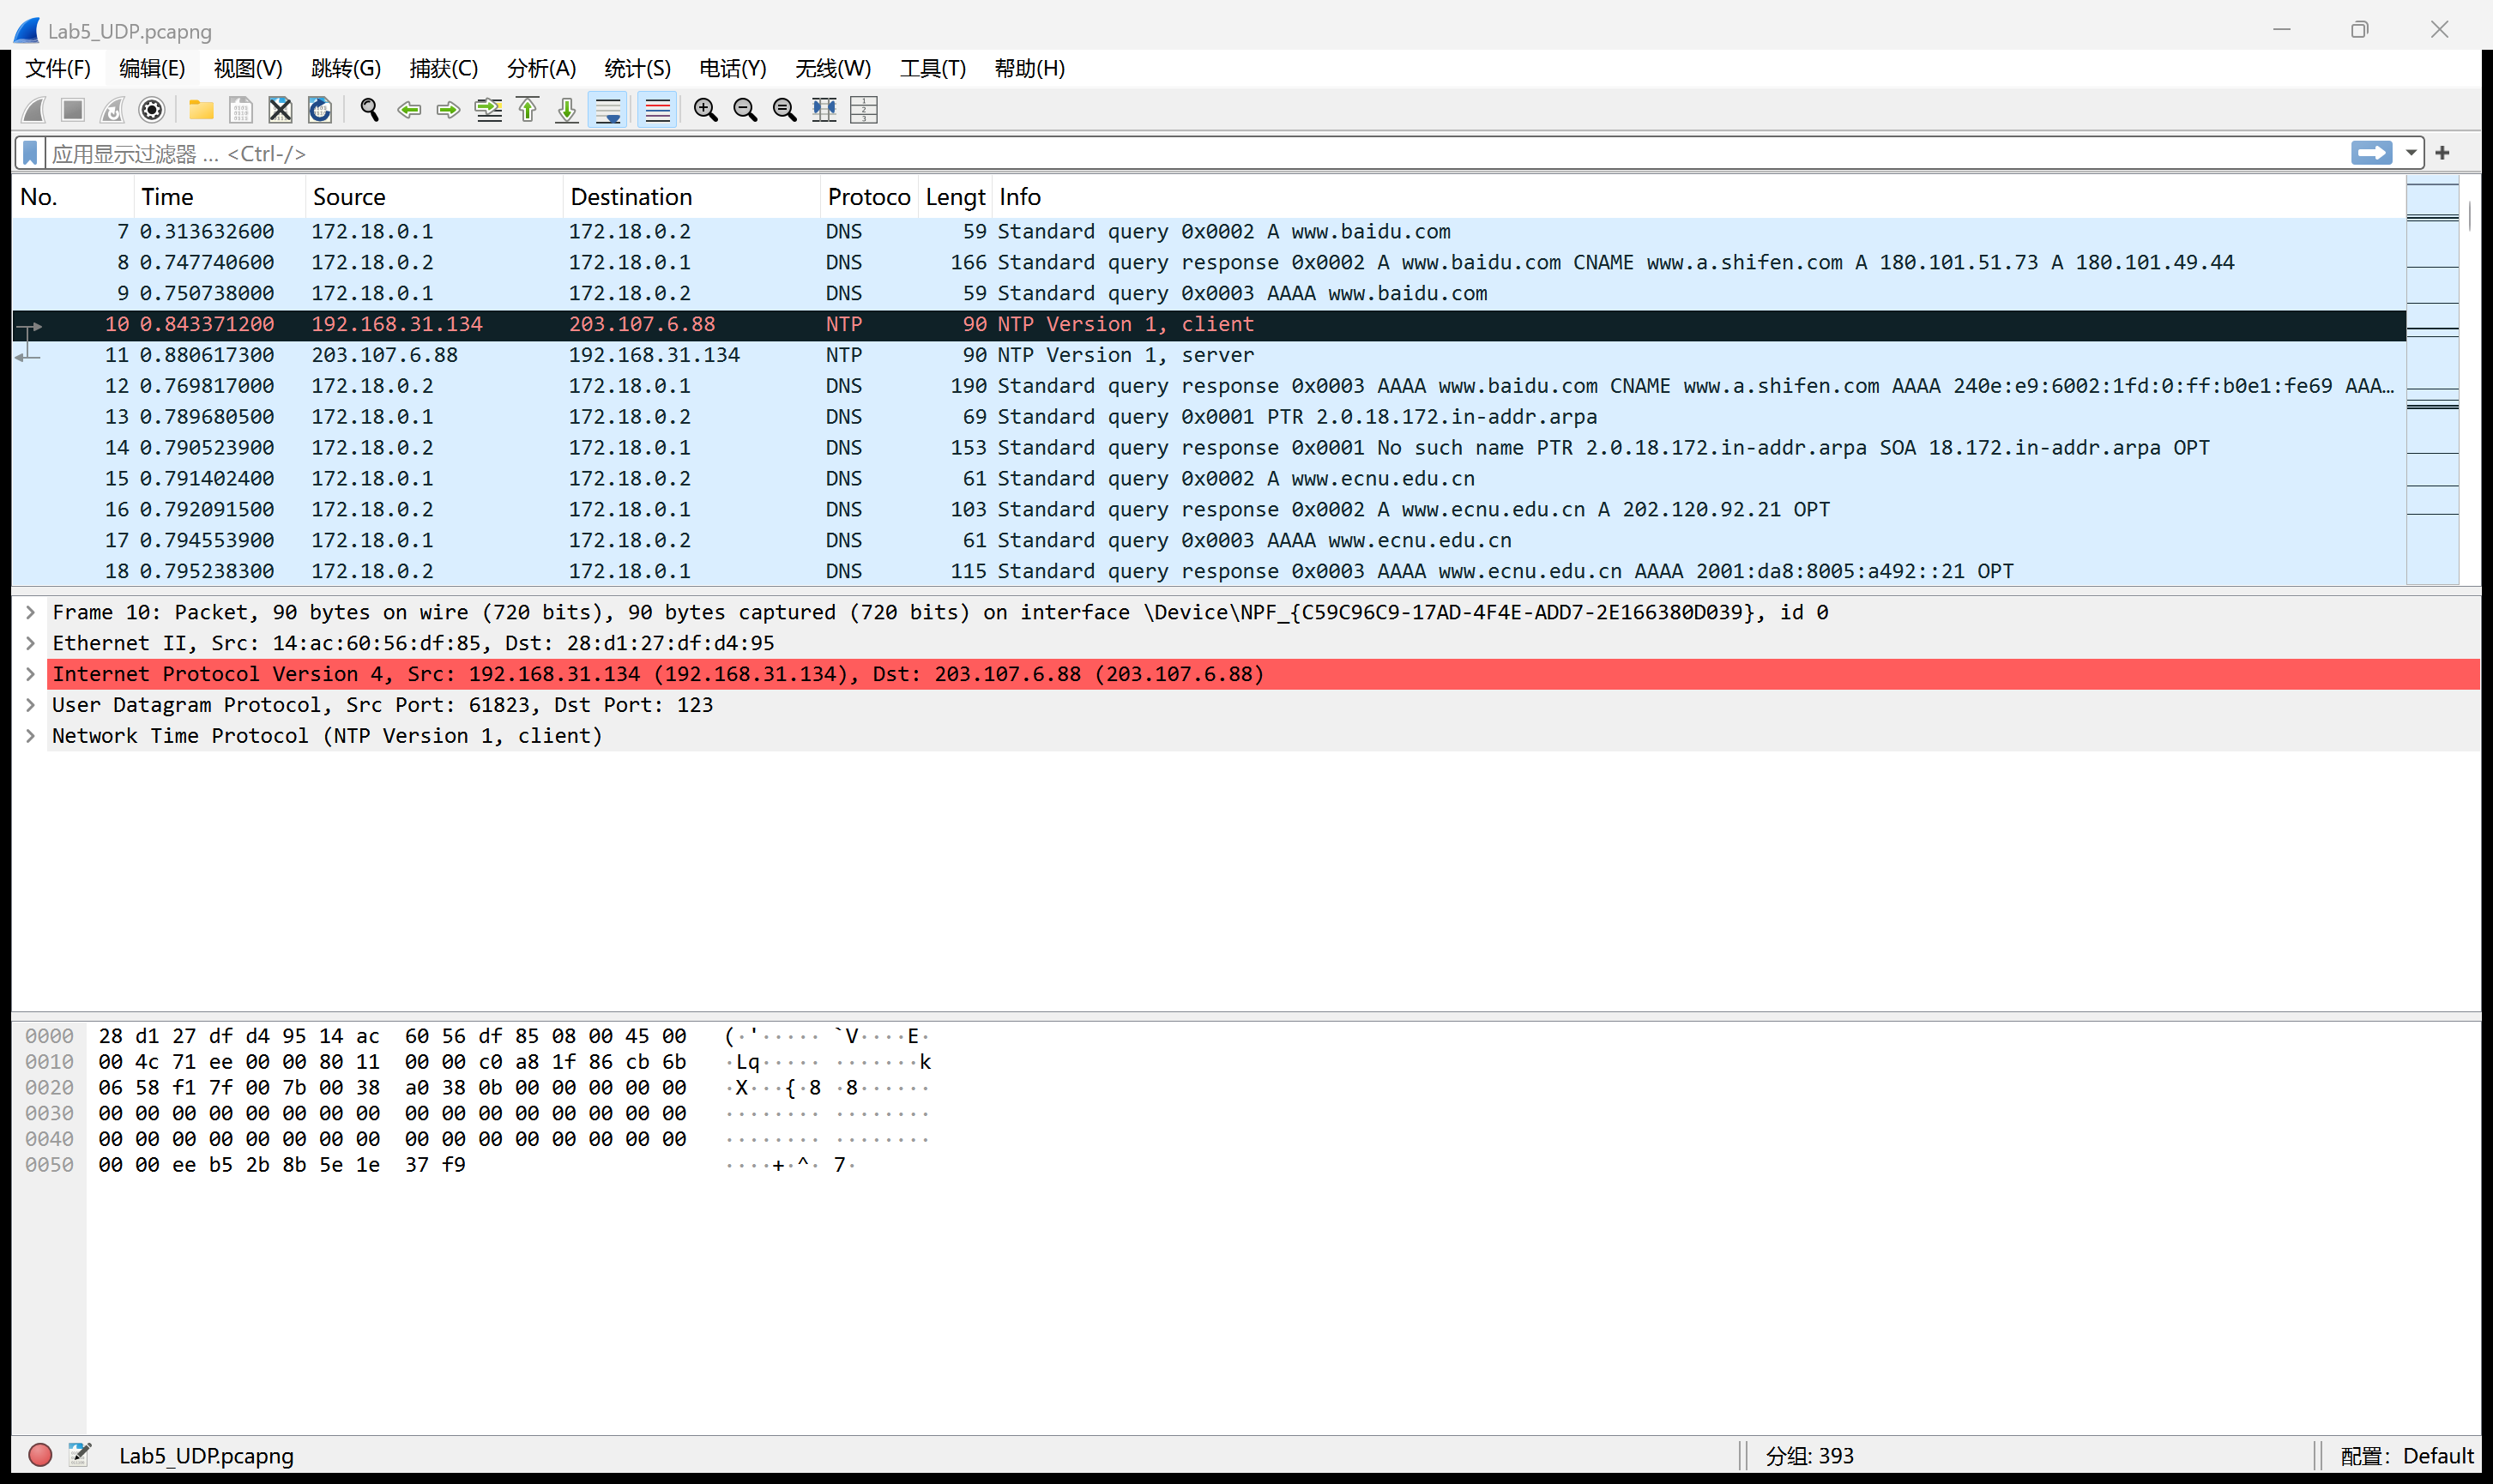 Lab5_UDP.pcapng
文件(F) 编辑(E) 视图(V) 跳转(G) 捕获(C) 分析(A) 统计(S) 电话(Y) 无线(W) 工具(T) 帮助(H)
应用显示过滤器 … <Ctrl-/>
No. Time Source Destination Protoco Lengt Info
7 0.313632600 172.18.0.1 172.18.0.2 DNS 59 Standard query 0x0002 A www.baidu.com
8 0.747740600 172.18.0.2 172.18.0.1 DNS 166 Standard query response 0x0002 A www.baidu.com CNAME www.a.shifen.com A 180.101.51.73 A 180.101.49.44
9 0.750738000 172.18.0.1 172.18.0.2 DNS 59 Standard query 0x0003 AAAA www.baidu.com
10 0.843371200 192.168.31.134 203.107.6.88 NTP 90 NTP Version 1, client
11 0.880617300 203.107.6.88 192.168.31.134 NTP 90 NTP Version 1, server
12 0.769817000 172.18.0.2 172.18.0.1 DNS 190 Standard query response 0x0003 AAAA www.baidu.com CNAME www.a.shifen.com AAAA 240e:e9:6002:1fd:0:ff:b0e1:fe69 AAA…
13 0.789680500 172.18.0.1 172.18.0.2 DNS 69 Standard query 0x0001 PTR 2.0.18.172.in-addr.arpa
14 0.790523900 172.18.0.2 172.18.0.1 DNS 153 Standard query response 0x0001 No such name PTR 2.0.18.172.in-addr.arpa SOA 18.172.in-addr.arpa OPT
15 0.791402400 172.18.0.1 172.18.0.2 DNS 61 Standard query 0x0002 A www.ecnu.edu.cn
16 0.792091500 172.18.0.2 172.18.0.1 DNS 103 Standard query response 0x0002 A www.ecnu.edu.cn A 202.120.92.21 OPT
17 0.794553900 172.18.0.1 172.18.0.2 DNS 61 Standard query 0x0003 AAAA www.ecnu.edu.cn
18 0.795238300 172.18.0.2 172.18.0.1 DNS 115 Standard query response 0x0003 AAAA www.ecnu.edu.cn AAAA 2001:da8:8005:a492::21 OPT
Frame 10: Packet, 90 bytes on wire (720 bits), 90 bytes captured (720 bits) on interface \Device\NPF_{C59C96C9-17AD-4F4E-ADD7-2E166380D039}, id 0
Ethernet II, Src: 14:ac:60:56:df:85, Dst: 28:d1:27:df:d4:95
Internet Protocol Version 4, Src: 192.168.31.134 (192.168.31.134), Dst: 203.107.6.88 (203.107.6.88)
User Datagram Protocol, Src Port: 61823, Dst Port: 123
Network Time Protocol (NTP Version 1, client)
0000 28 d1 27 df d4 95 14 ac 60 56 df 85 08 00 45 00 (·'····· `V····E·
0010 00 4c 71 ee 00 00 80 11 00 00 c0 a8 1f 86 cb 6b ·Lq····· ·······k
0020 06 58 f1 7f 00 7b 00 38 a0 38 0b 00 00 00 00 00 ·X···{·8 ·8······
0030 00 00 00 00 00 00 00 00 00 00 00 00 00 00 00 00 ········ ········
0040 00 00 00 00 00 00 00 00 00 00 00 00 00 00 00 00 ········ ········
0050 00 00 ee b5 2b 8b 5e 1e 37 f9 ····+·^· 7·
Lab5_UDP.pcapng 分组: 393 配置: Default